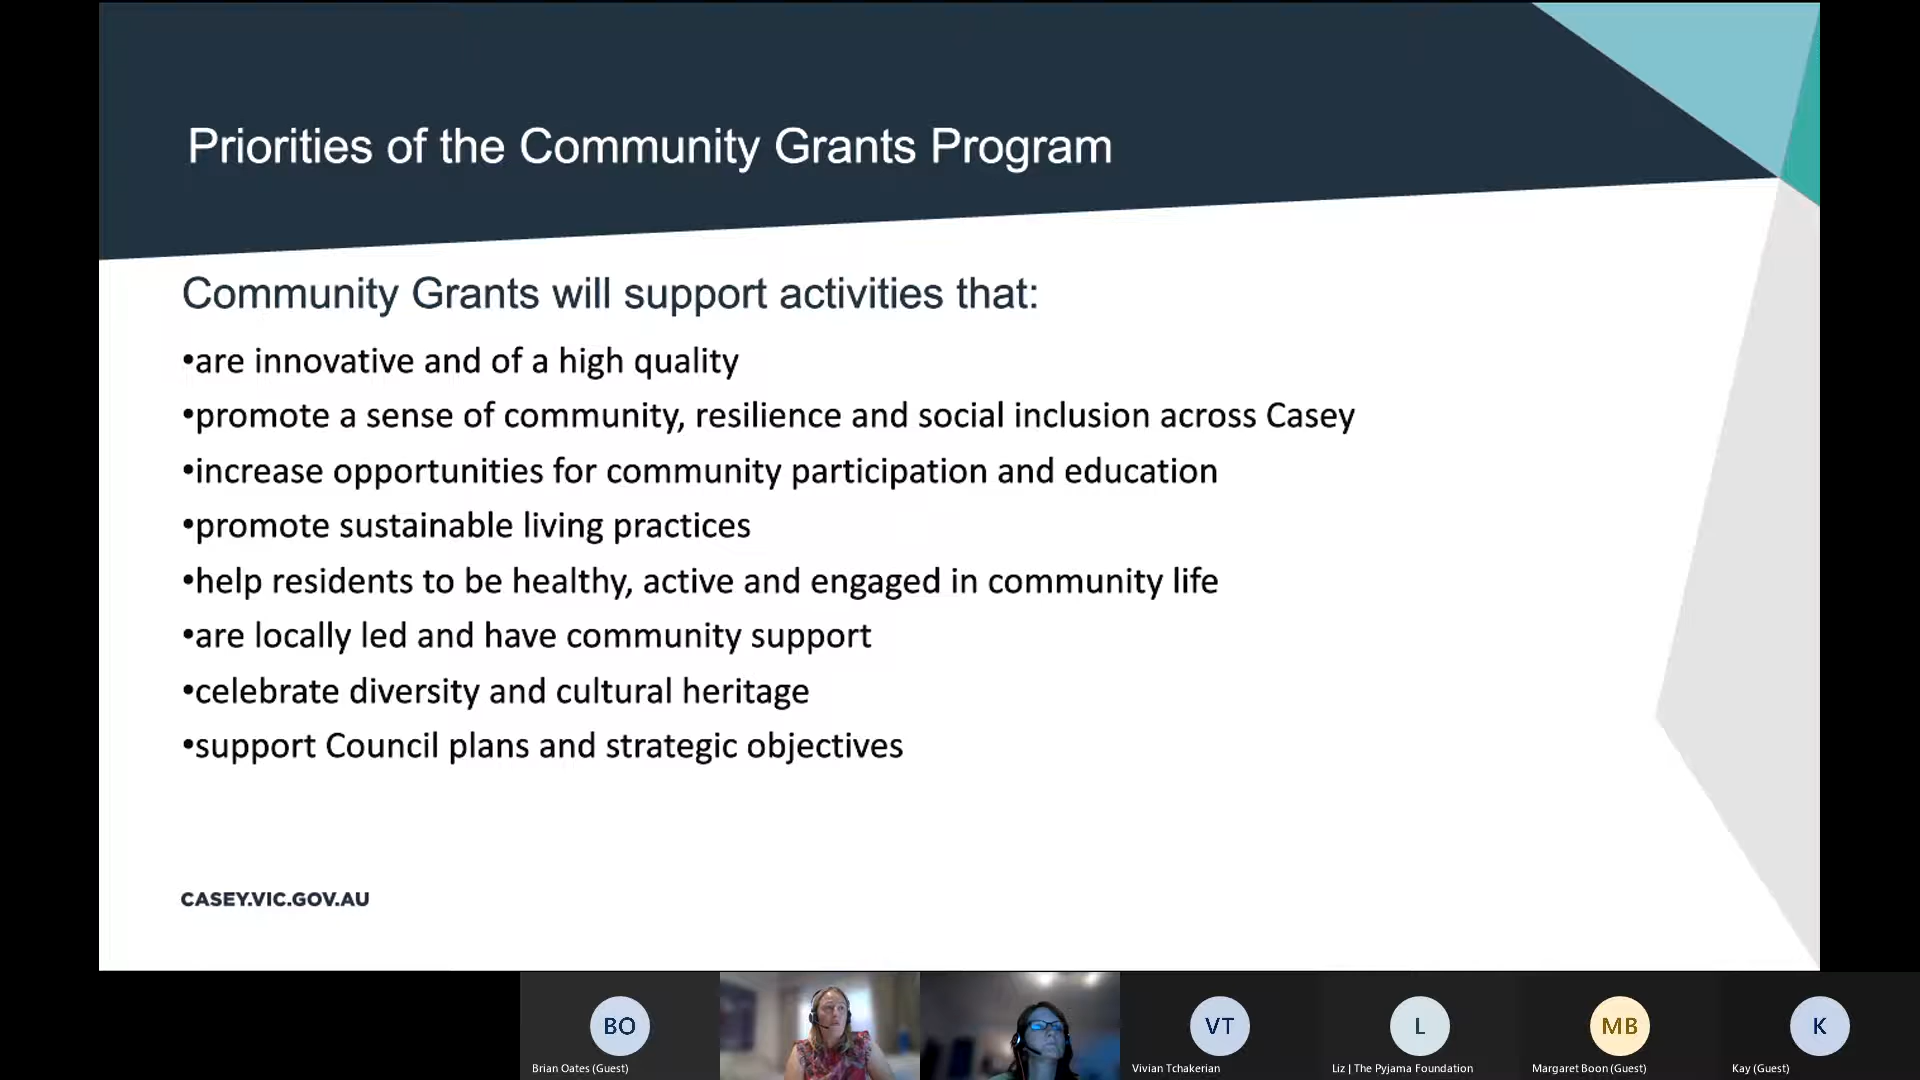 Priorities of the Community Grants Program
Community Grants will support activities that:
•are innovative and of a high quality
•promote a sense of community, resilience and social inclusion across Casey
•increase opportunities for community participation and education
•promote sustainable living practices
•help residents to be healthy, active and engaged in community life
•are locally led and have community support
•celebrate diversity and cultural heritage
•support Council plans and strategic objectives
CASEY.VIC.GOV.AU
BO
VT
L
MB
K
Brian Oates (Guest)
Vivian Tchakerian
Liz | The Pyjama Foundation
Margaret Boon (Guest)
Kay (Guest)